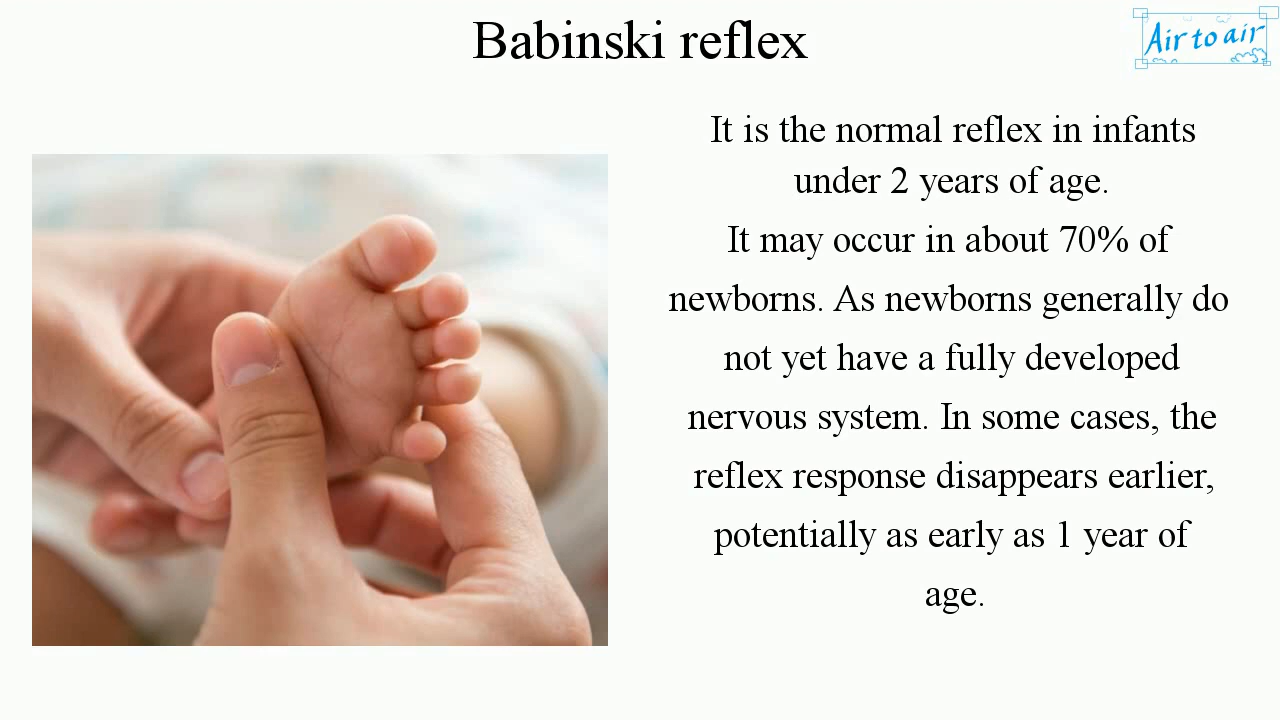 Babinski reflex
Air to air
It is the normal reflex in infants
under 2 years of age.
It may occur in about 70% of
newborns. As newborns generally do
not yet have a fully developed
nervous system. In some cases, the
reflex response disappears earlier,
potentially as early as 1 year of
age.